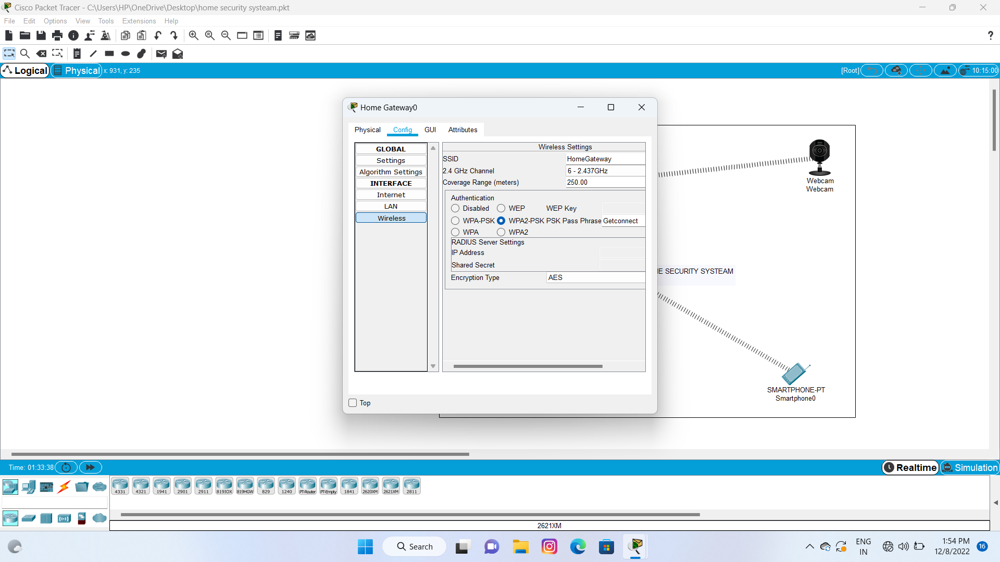 Cisco Packet Tracer - C:\Users\HP\OneDrive\Desktop\home security systeam.pkt
File Edit Options View Tools Extensions Help
?
Logical Physical x: 931, y: 235 [Root] 10:15:00
Home Gateway0
Physical Config GUI Attributes
GLOBAL
Settings
Algorithm Settings
INTERFACE
Internet
LAN
Wireless
Wireless Settings
SSID HomeGateway
2.4 GHz Channel 6 - 2.437GHz
Coverage Range (meters) 250.00
Authentication
Disabled WEP WEP Key
WPA-PSK WPA2-PSK PSK Pass Phrase Getconnect
WPA WPA2
RADIUS Server Settings
IP Address
Shared Secret
Encryption Type AES
Top
Webcam
Webcam
E SECURITY SYSTEAM
SMARTPHONE-PT
Smartphone0
Time: 01:33:38 Realtime Simulation
4331 4321 1941 2901 2911 819IOX 819HGW 829 1240 PT-Router PT-Empty 1841 2620XM 2621XM 2811
2621XM
Search
ENG
IN
1:54 PM
12/8/2022
16